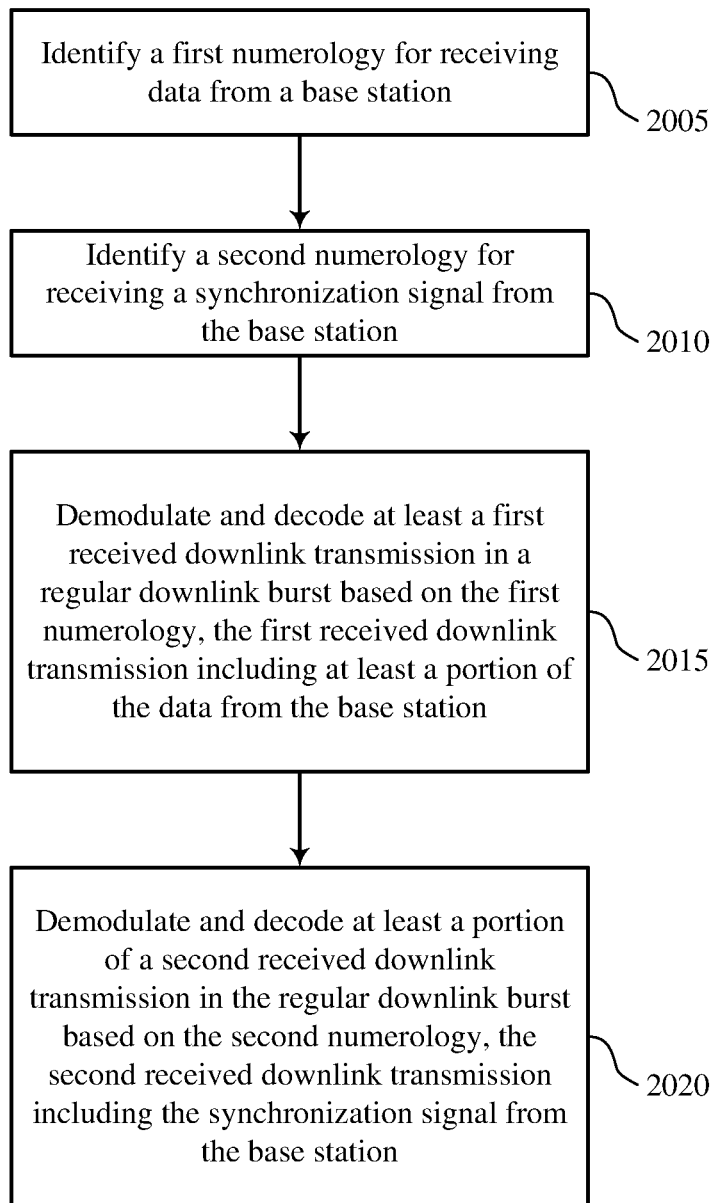 Identify a first numerology for receiving
data from a base station
2005
Identify a second numerology for
receiving a synchronization signal from
the base station
2010
Demodulate and decode at least a first
received downlink transmission in a
regular downlink burst based on the first
numerology, the first received downlink
transmission including at least a portion of
the data from the base station
2015
Demodulate and decode at least a portion
of a second received downlink
transmission in the regular downlink burst
based on the second numerology, the
second received downlink transmission
including the synchronization signal from
the base station
2020